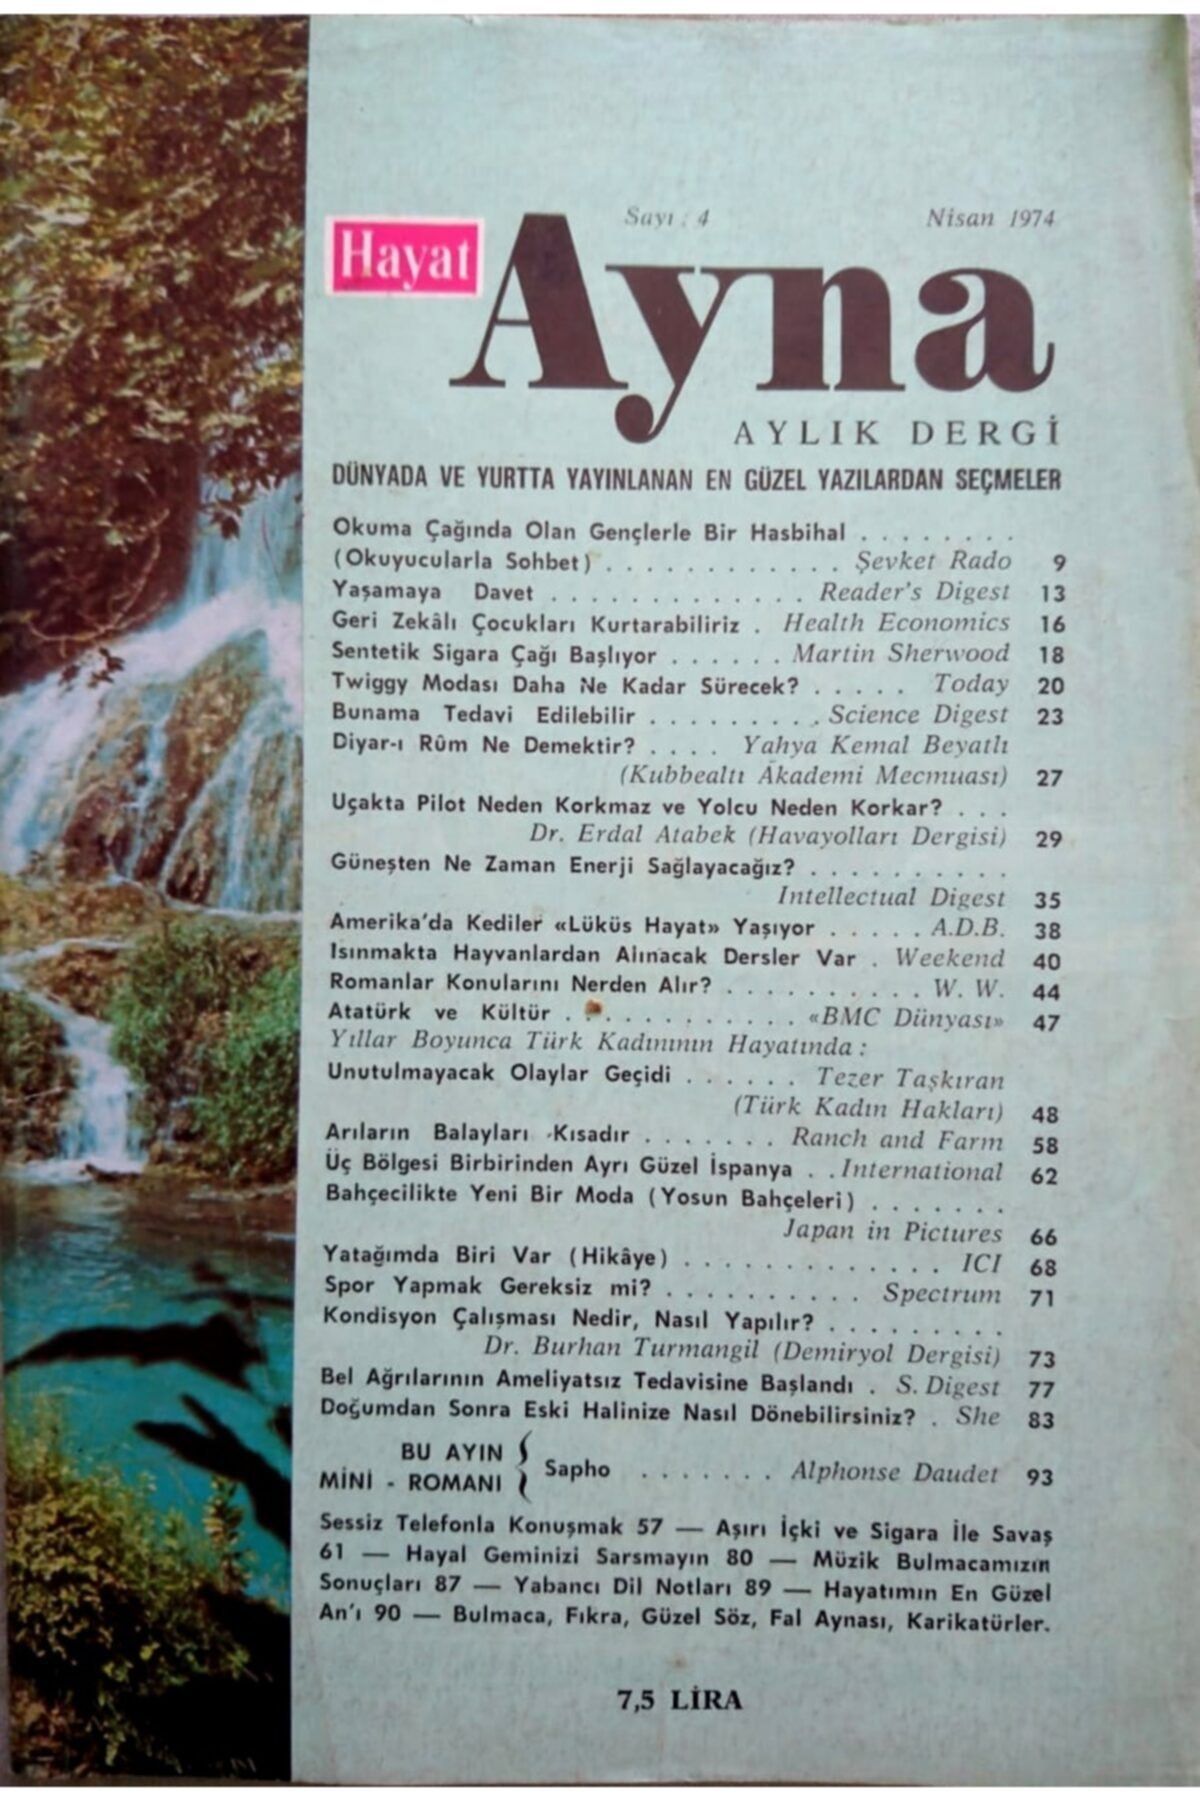 Sayı : 4 Nisan 1974
Hayat
Ayna
AYLIK DERGİ
DÜNYADA VE YURTTA YAYINLANAN EN GÜZEL YAZILARDAN SEÇMELER
Okuma Çağında Olan Gençlerle Bir Hasbihal . . . . . . . .
(Okuyucularla Sohbet) . . . . . . . . . . . . Şevket Rado 9
Yaşamaya Davet . . . . . . . . . . . . . Reader's Digest 13
Geri Zekâlı Çocukları Kurtarabiliriz . Health Economics 16
Sentetik Sigara Çağı Başlıyor . . . . . . Martin Sherwood 18
Twiggy Modası Daha Ne Kadar Sürecek? . . . . . Today 20
Bunama Tedavi Edilebilir . . . . . . . . . Science Digest 23
Diyar-ı Rûm Ne Demektir? . . . . Yahya Kemal Beyatlı
(Kubbealtı Akademi Mecmuası) 27
Uçakta Pilot Neden Korkmaz ve Yolcu Neden Korkar? . . .
Dr. Erdal Atabek (Havayolları Dergisi) 29
Güneşten Ne Zaman Enerji Sağlayacağız? . . . . . . . . . .
Intellectual Digest 35
Amerika'da Kediler «Lüküs Hayat» Yaşıyor . . . . . A.D.B. 38
Isınmakta Hayvanlardan Alınacak Dersler Var . Weekend 40
Romanlar Konularını Nerden Alır? . . . . . . . . . . W. W. 44
Atatürk ve Kültür . . . . . . . . . . . . «BMC Dünyası» 47
Yıllar Boyunca Türk Kadınının Hayatında :
Unutulmayacak Olaylar Geçidi . . . . . . Tezer Taşkıran
(Türk Kadın Hakları) 48
Arıların Balayları Kısadır . . . . . . . Ranch and Farm 58
Üç Bölgesi Birbirinden Ayrı Güzel İspanya . . International 62
Bahçecilikte Yeni Bir Moda (Yosun Bahçeleri) . . . . . . .
Japan in Pictures 66
Yatağımda Biri Var (Hikâye) . . . . . . . . . . . . . ICI 68
Spor Yapmak Gereksiz mi? . . . . . . . . . . Spectrum 71
Kondisyon Çalışması Nedir, Nasıl Yapılır? . . . . . . . . .
Dr. Burhan Turmangil (Demiryol Dergisi) 73
Bel Ağrılarının Ameliyatsız Tedavisine Başlandı . S. Digest 77
Doğumdan Sonra Eski Halinize Nasıl Dönebilirsiniz? . She 83
BU AYIN
MİNİ - ROMANI
Sapho . . . . . . . Alphonse Daudet 93
Sessiz Telefonla Konuşmak 57 — Aşırı İçki ve Sigara İle Savaş
61 — Hayal Geminizi Sarsmayın 80 — Müzik Bulmacamızın
Sonuçları 87 — Yabancı Dil Notları 89 — Hayatımın En Güzel
An'ı 90 — Bulmaca, Fıkra, Güzel Söz, Fal Aynası, Karikatürler.
7,5 LİRA